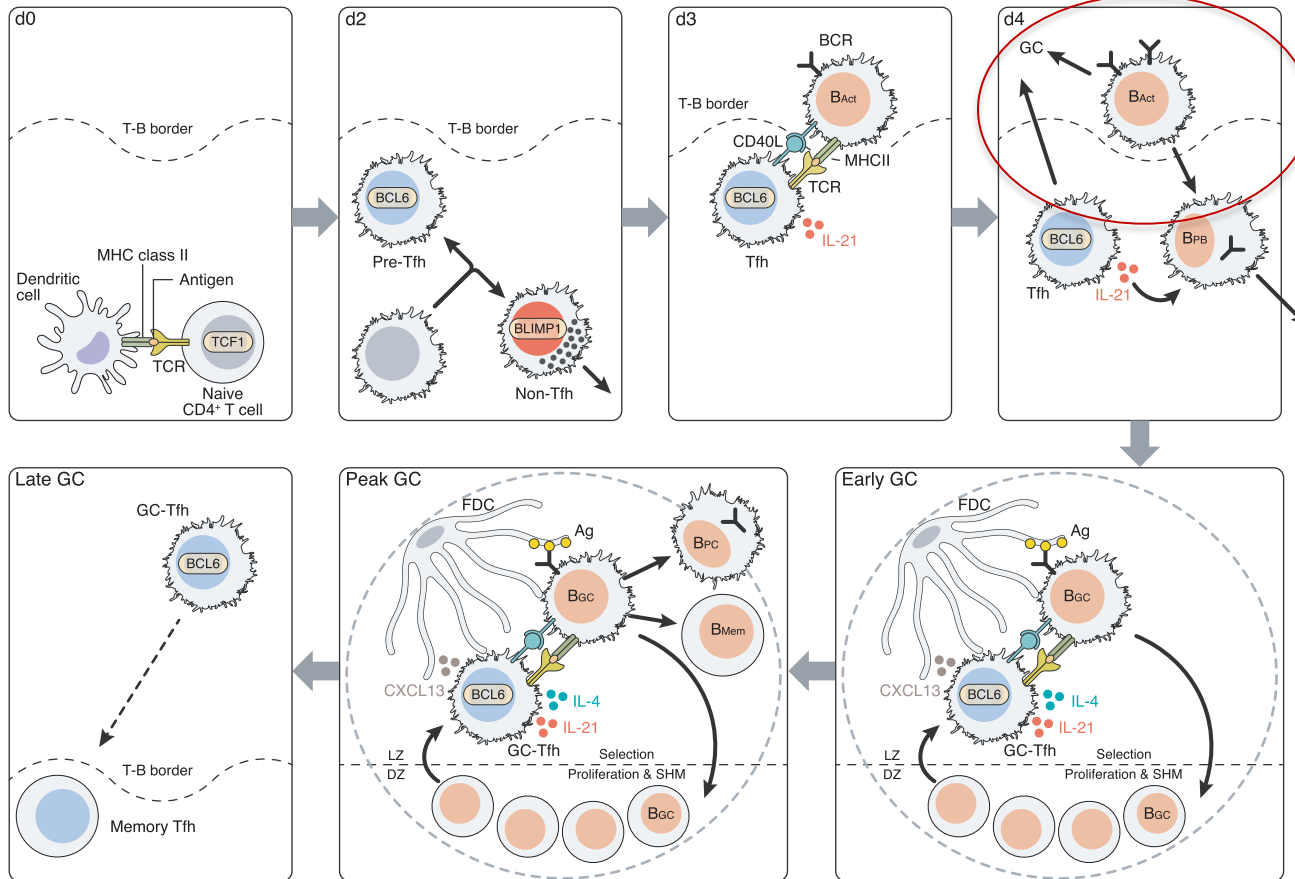 d0
T-B border
MHC class II
Dendritic
cell
Antigen
TCF1
TCR
Naive
CD4⁺ T cell
d2
T-B border
BCL6
Pre-Tfh
BLIMP1
Non-Tfh
d3
BCR
BAct
T-B border
CD40L
MHCII
TCR
BCL6
IL-21
Tfh
d4
GC
BAct
BCL6
BPB
Tfh
IL-21
Late GC
GC-Tfh
BCL6
T-B border
Memory Tfh
Peak GC
FDC
Ag
BPC
BGC
BMem
CXCL13
BCL6
IL-4
IL-21
GC-Tfh
LZ
Selection
DZ
Proliferation & SHM
BGC
Early GC
FDC
Ag
BGC
CXCL13
BCL6
IL-4
IL-21
GC-Tfh
LZ
Selection
DZ
Proliferation & SHM
BGC